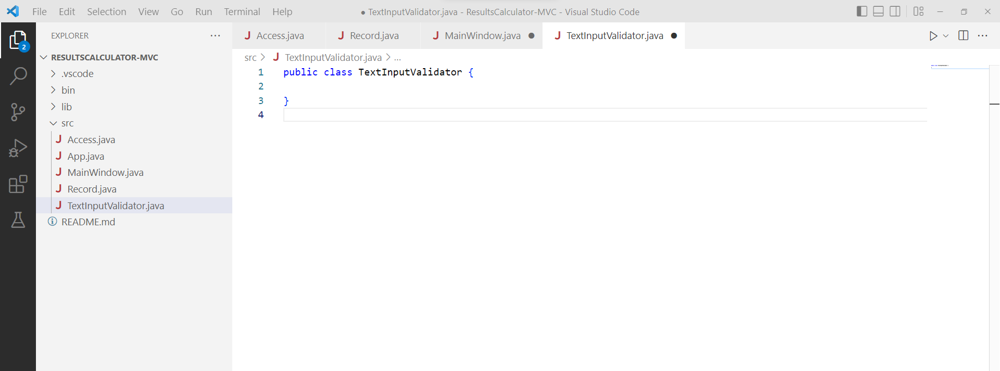 File Edit Selection View Go Run Terminal Help
● TextInputValidator.java - ResultsCalculator-MVC - Visual Studio Code
2
EXPLORER
RESULTSCALCULATOR-MVC
.vscode
bin
lib
src
J Access.java
J App.java
J MainWindow.java
J Record.java
J TextInputValidator.java
README.md
J Access.java J Record.java J MainWindow.java ● J TextInputValidator.java ●
src > J TextInputValidator.java > ...
1 public class TextInputValidator {
2
3 }
4